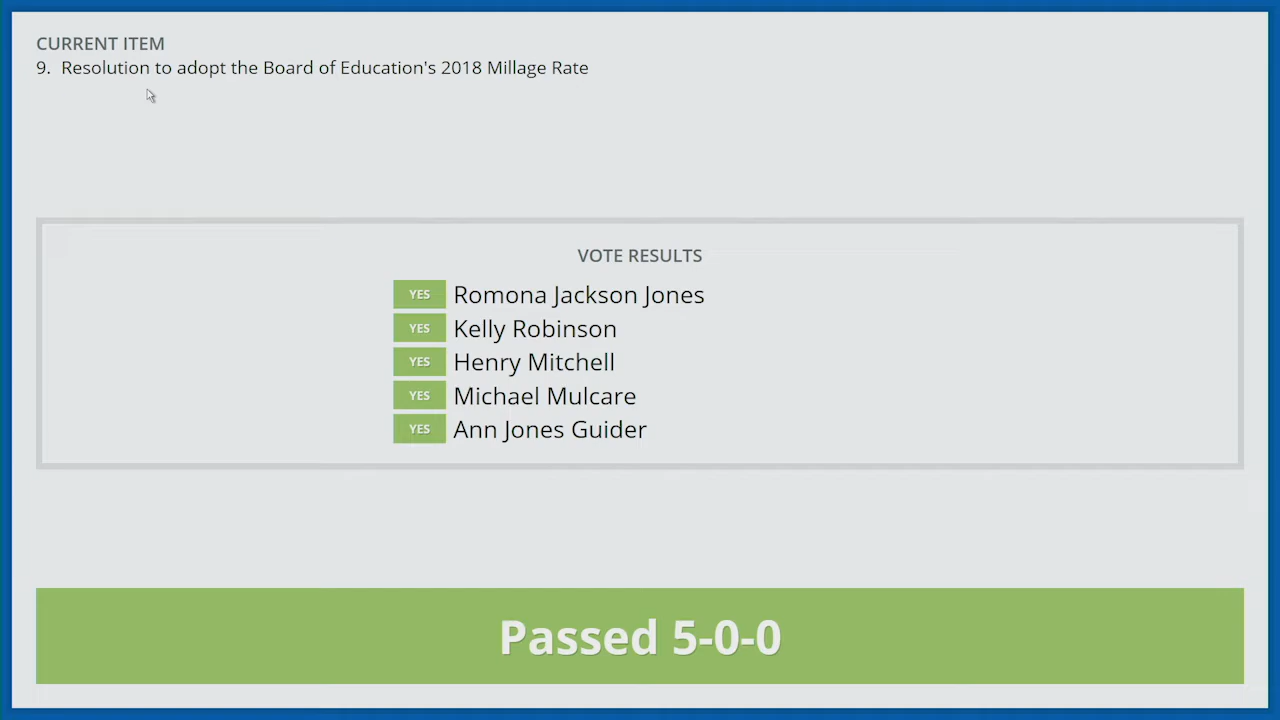 CURRENT ITEM
9. Resolution to adopt the Board of Education's 2018 Millage Rate
VOTE RESULTS
YES Romona Jackson Jones
YES Kelly Robinson
YES Henry Mitchell
YES Michael Mulcare
YES Ann Jones Guider
Passed 5-0-0